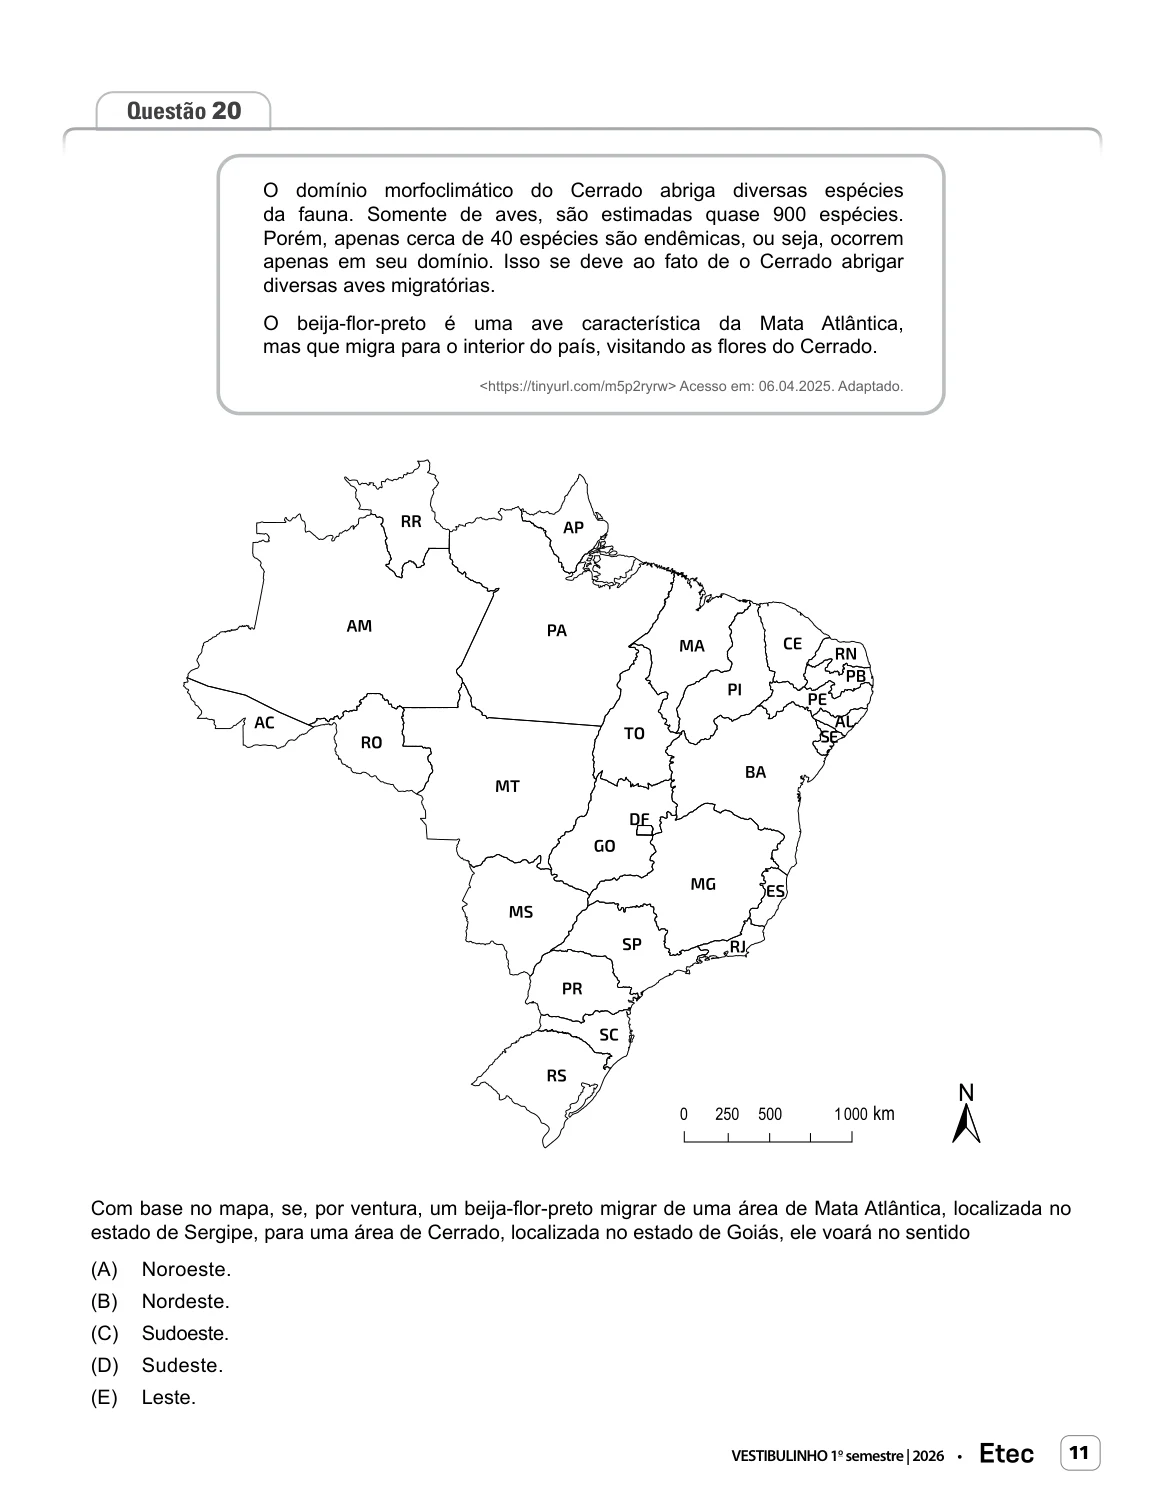 Questão 20
O domínio morfoclimático do Cerrado abriga diversas espécies
da fauna. Somente de aves, são estimadas quase 900 espécies.
Porém, apenas cerca de 40 espécies são endêmicas, ou seja, ocorrem
apenas em seu domínio. Isso se deve ao fato de o Cerrado abrigar
diversas aves migratórias.
O beija-flor-preto é uma ave característica da Mata Atlântica,
mas que migra para o interior do país, visitando as flores do Cerrado.
<https://tinyurl.com/m5p2ryrw> Acesso em: 06.04.2025. Adaptado.
RR
AP
AM
PA
MA
CE
RN
PB
PI
PE
AC
AL
RO
TO
SE
MT
BA
DF
GO
MG
ES
MS
SP
RJ
PR
SC
RS
N
0 250 500 1000 km
Com base no mapa, se, por ventura, um beija-flor-preto migrar de uma área de Mata Atlântica, localizada no
estado de Sergipe, para uma área de Cerrado, localizada no estado de Goiás, ele voará no sentido
(A) Noroeste.
(B) Nordeste.
(C) Sudoeste.
(D) Sudeste.
(E) Leste.
VESTIBULINHO 1º semestre | 2026 • Etec 11